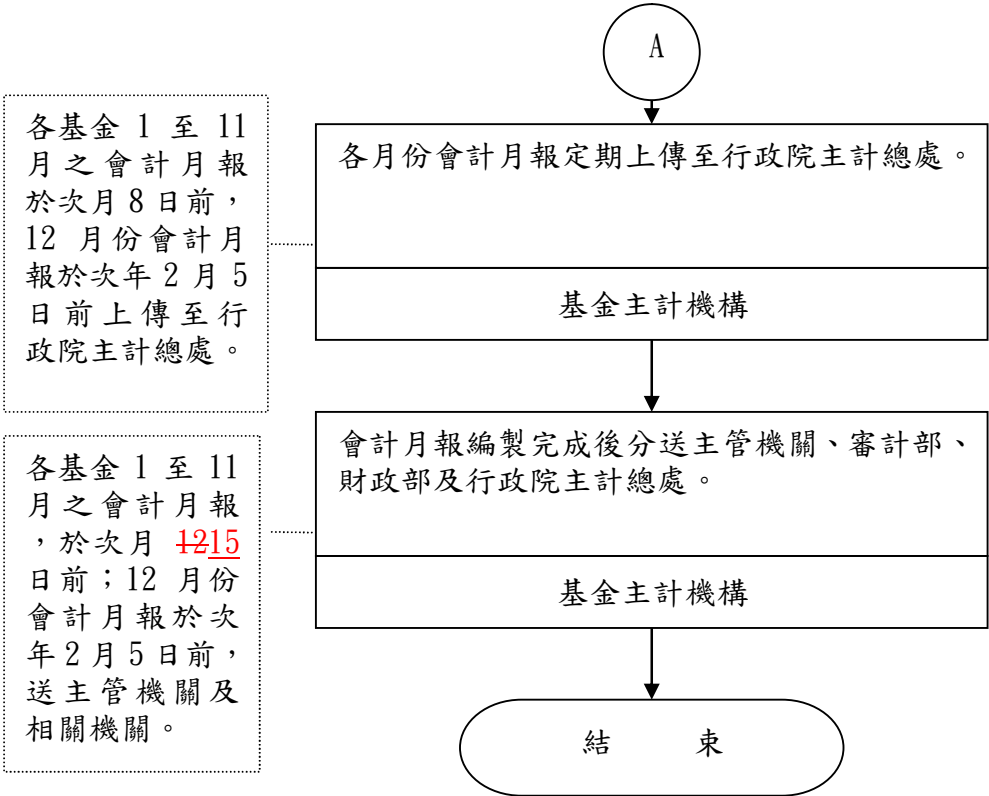 A
各基金 1 至 11
月之會計月報
於次月 8 日前，
12 月份會計月
報於次年 2 月 5
日前上傳至行
政院主計總處。
各月份會計月報定期上傳至行政院主計總處。
基金主計機構
各基金 1 至 11
月之會計月報
，於次月 1215
日前；12 月份
會計月報於次
年 2 月 5 日前，
送主管機關及
相關機關。
會計月報編製完成後分送主管機關、審計部、
財政部及行政院主計總處。
基金主計機構
結 束